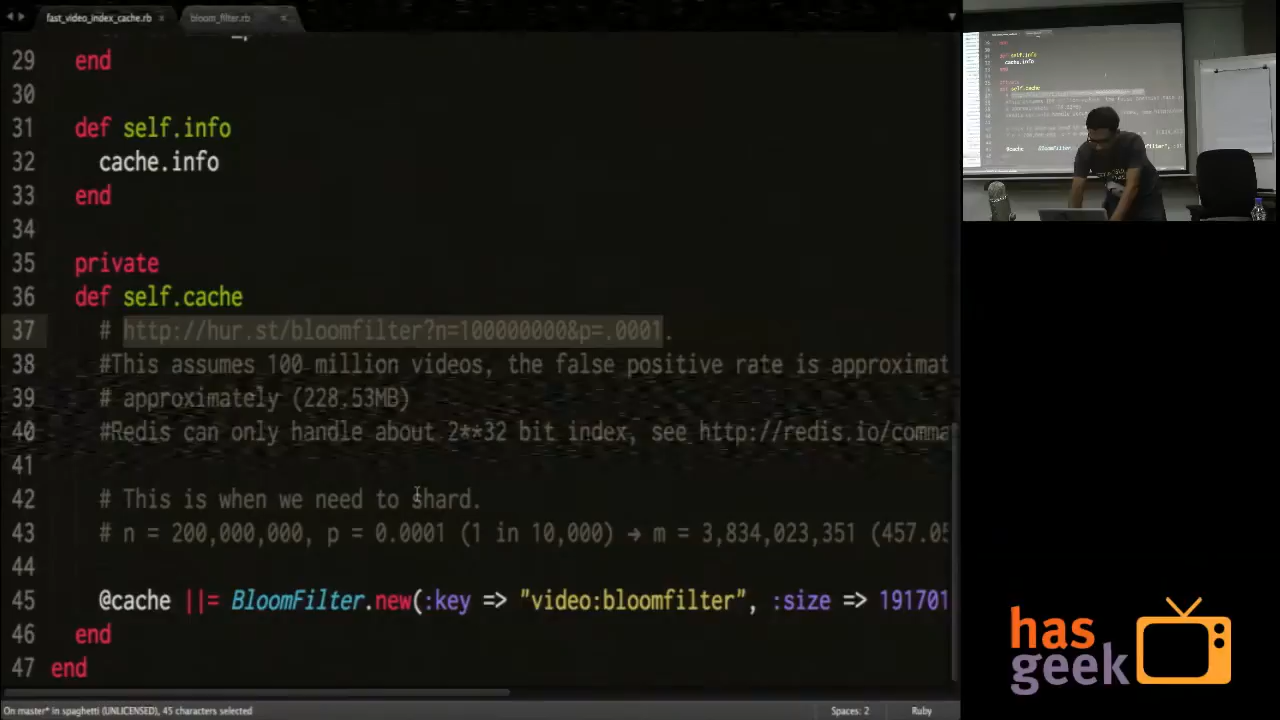 fast_video_index_cache.rb
bloom_filter.rb
29 end
30
31 def self.info
32 cache.info
33 end
34
35 private
36 def self.cache
37 # http://hur.st/bloomfilter?n=100000000&p=.0001.
38 #This assumes 100 million videos, the false positive rate is approximat
39 # approximately (228.53MB)
40 #Redis can only handle about 2**32 bit index, see http://redis.io/comma
41
42 # This is when we need to shard.
43 # n = 200,000,000, p = 0.0001 (1 in 10,000) → m = 3,834,023,351 (457.05
44
45 @cache ||= BloomFilter.new(:key => "video:bloomfilter", :size => 191701
46 end
47 end
On master* in spaghetti (UNLICENSED), 45 characters selected
Spaces: 2
Ruby
has
geek